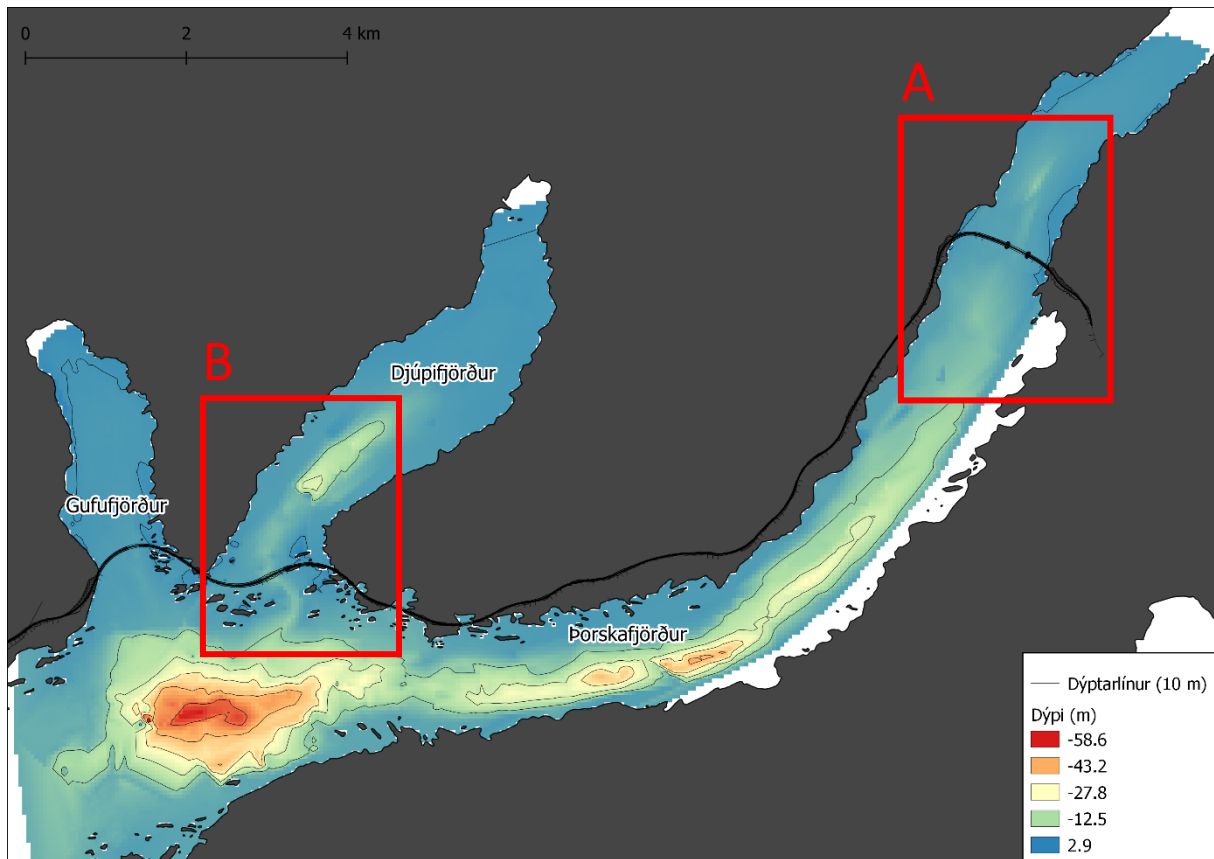 0
2
4 km
A
B
Djúpifjörður
Gufufjörður
Þorskafjörður
Dýptarlínur (10 m)
Dýpi (m)
-58.6
-43.2
-27.8
-12.5
2.9